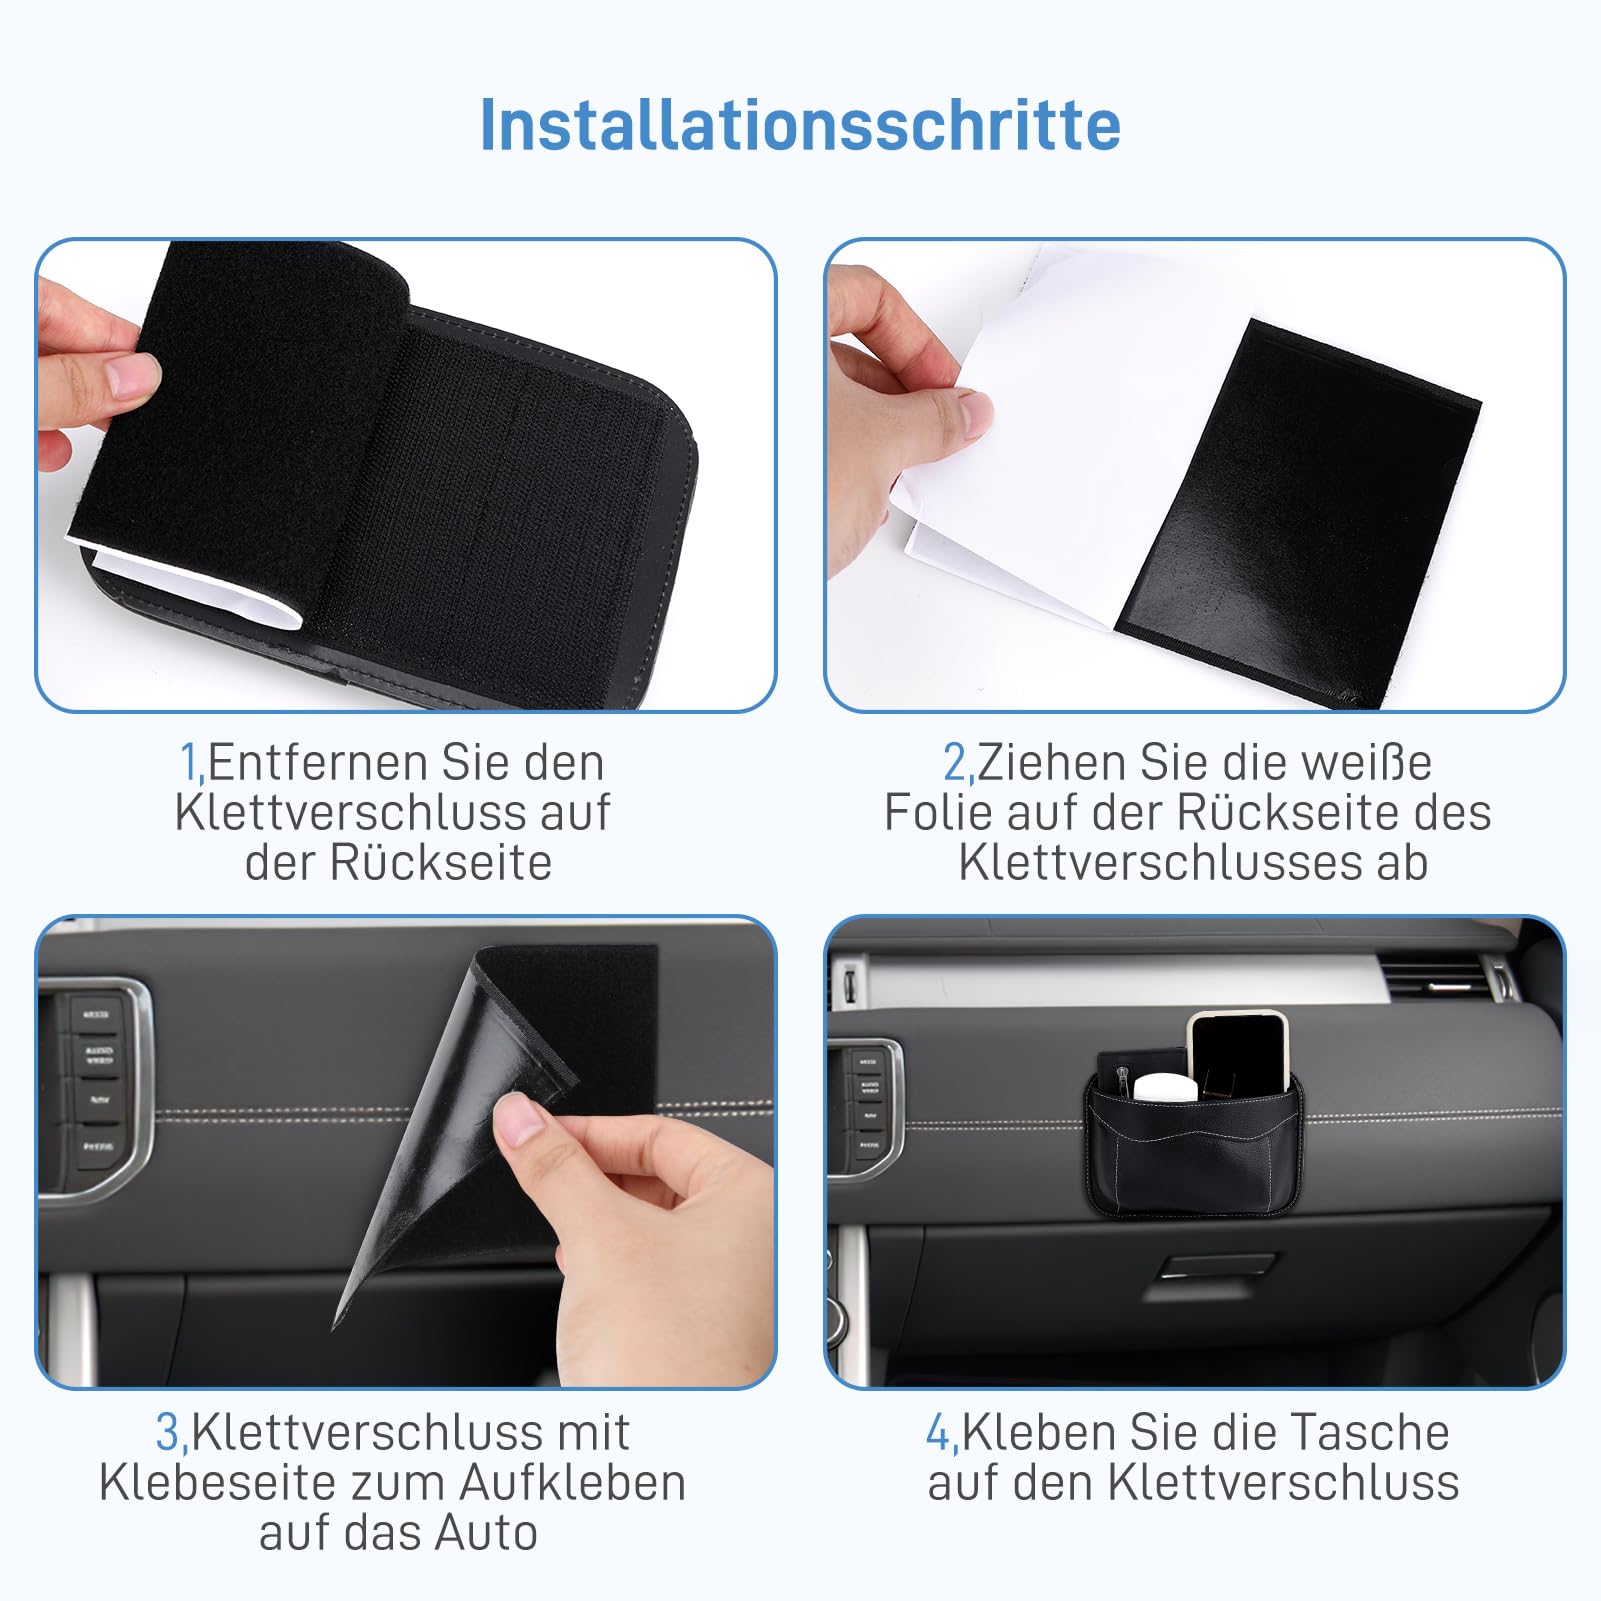 Installationsschritte
1,Entfernen Sie den
Klettverschluss auf
der Rückseite
2,Ziehen Sie die weiße
Folie auf der Rückseite des
Klettverschlusses ab
3,Klettverschluss mit
Klebeseite zum Aufkleben
auf das Auto
4,Kleben Sie die Tasche
auf den Klettverschluss